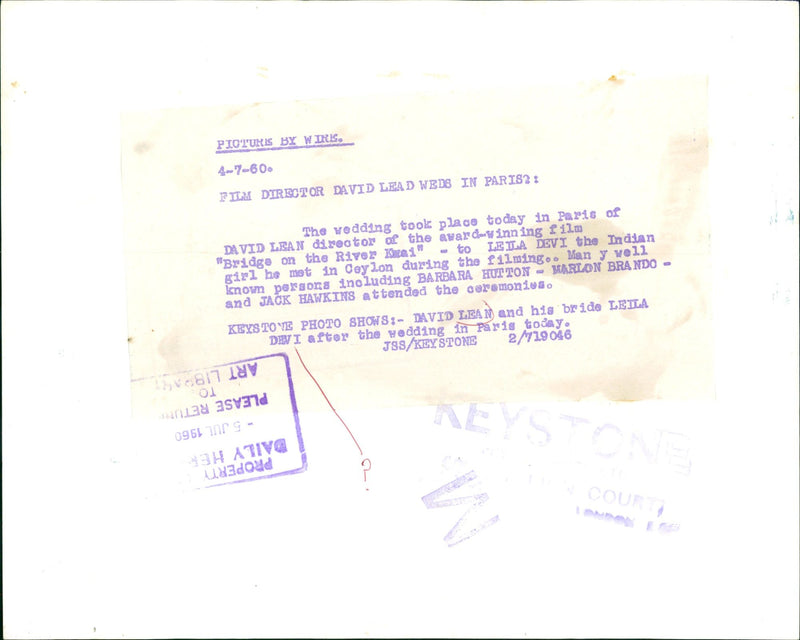 PICTURE BY WIRE.
4-7-60.
FILM DIRECTOR DAVID LEAD WEDS IN PARIS?:
The wedding took place today in Paris of
DAVID LEAN director of the award-winning film
"Bridge on the River Kwai" - to LEILA DEVI the Indian
girl he met in Ceylon during the filming.. Man y well
known persons including BARBARA HUTTON - MARLON BRANDO -
and JACK HAWKINS attended the ceremonies.
KEYSTONE PHOTO SHOWS:- DAVID LEAN and his bride LEILA
DEVI after the wedding in Paris today.
JSS/KEYSTONE 2/719046
?
PROPERTY
DAILY HER
- 5 JUL 1960
PLEASE RETURN
TO
ART LIBRARY
KEYSTONE
COURT
LONDON